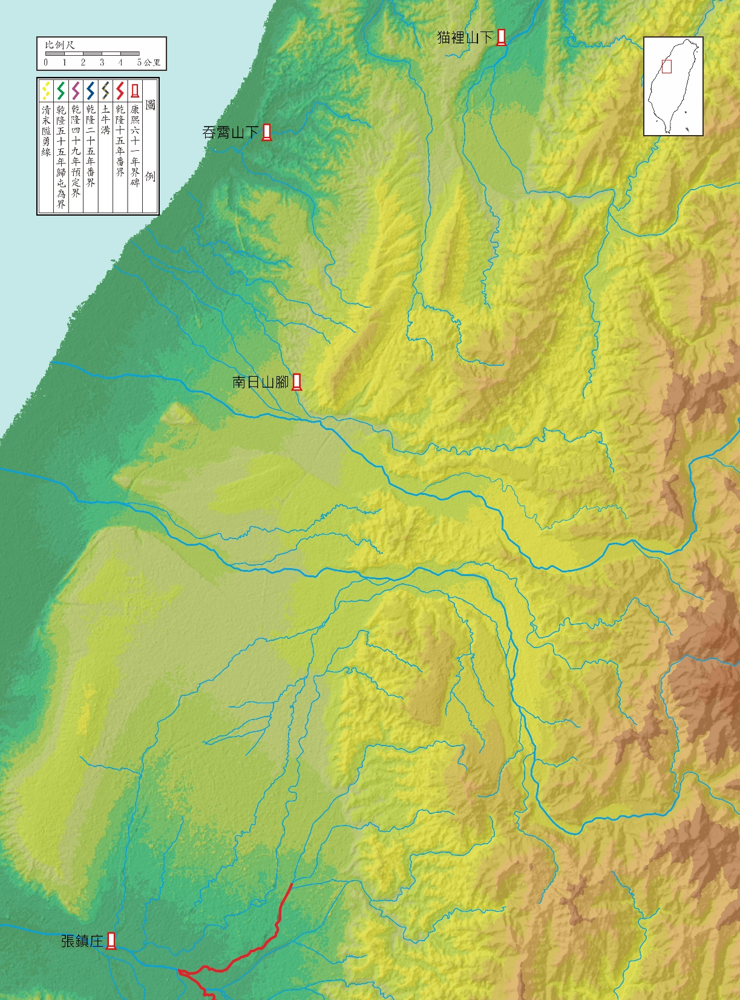 比例尺
0 1 2 3 4 5公里
圖例
康熙六十一年界碑
乾隆十五年番界
土牛溝
乾隆二十五年番界
乾隆四十九年預定界
乾隆五十五年歸屯為界
清末隘勇線
猫裡山下
吞霄山下
南日山腳
張鎮庄